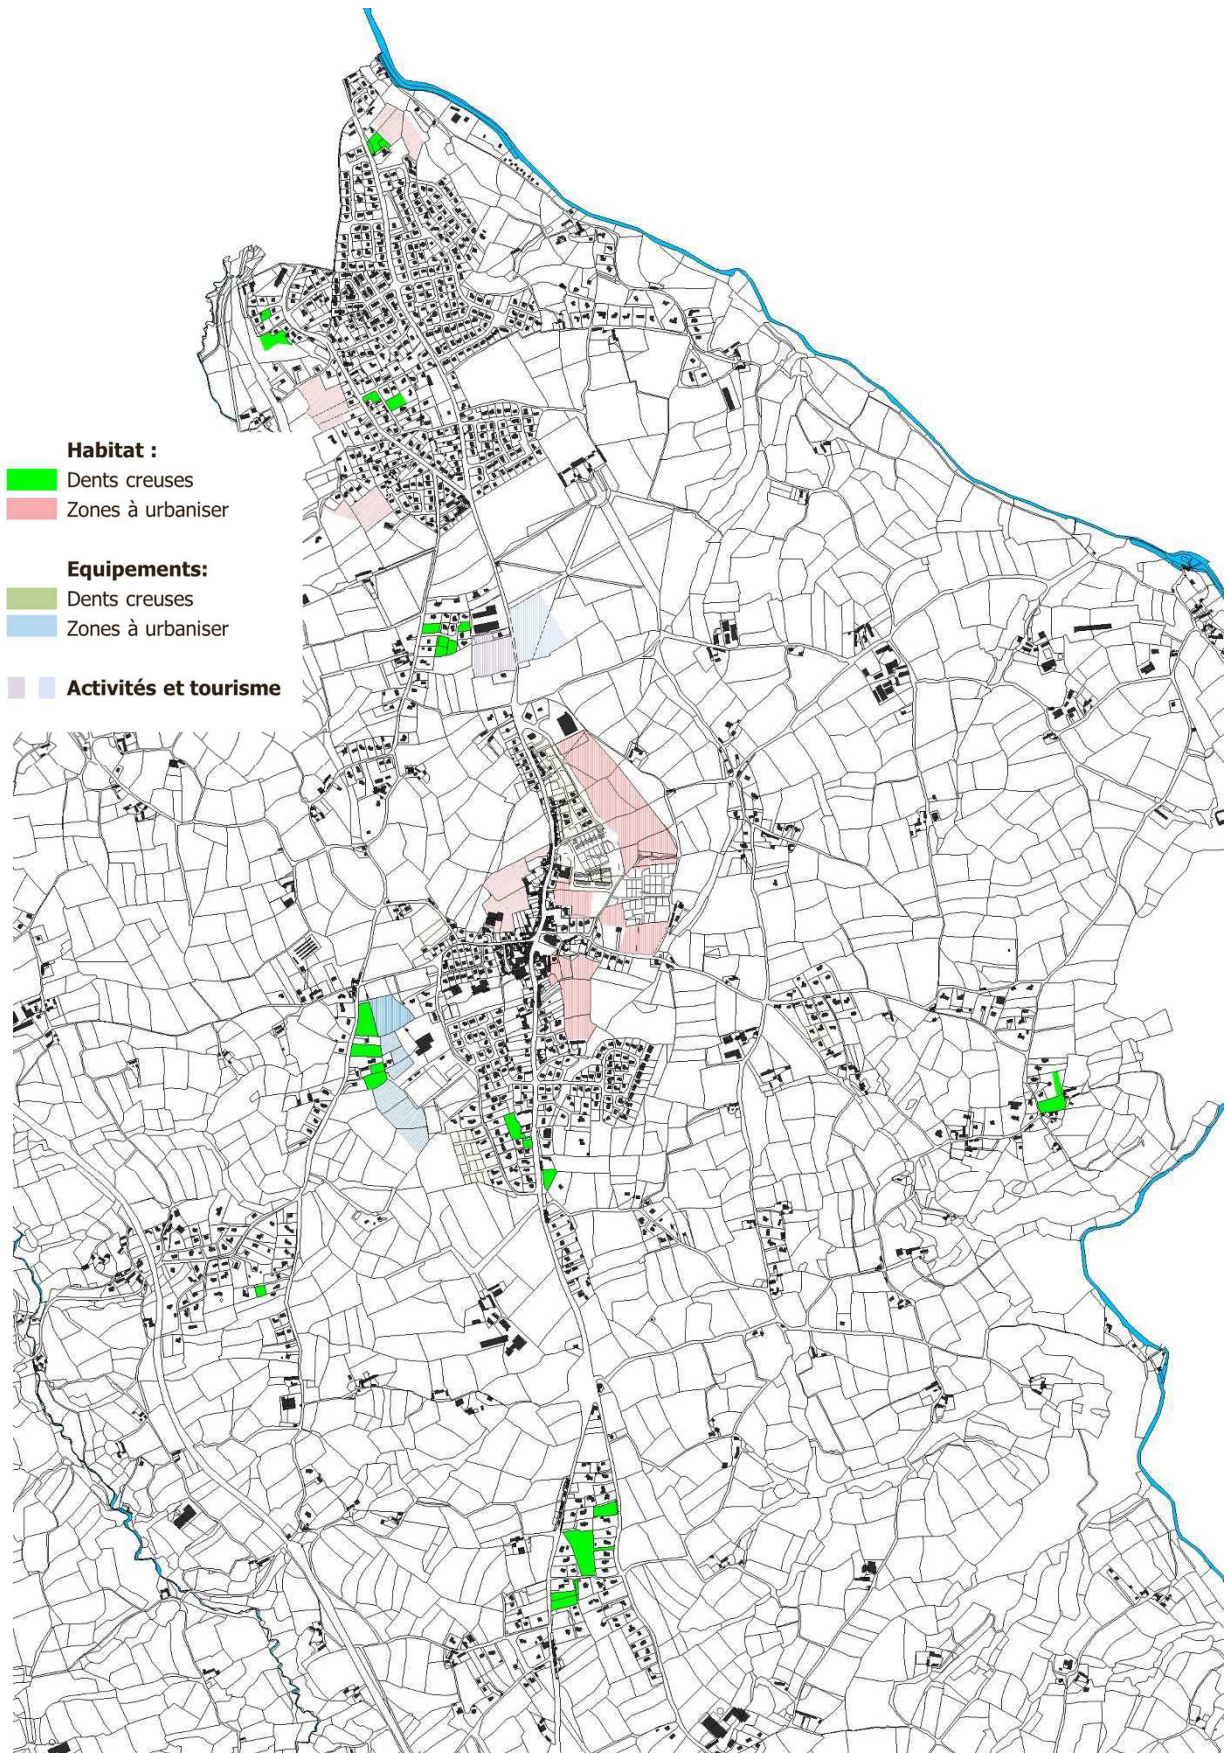 Habitat :
Dents creuses
Zones à urbaniser
Equipements:
Dents creuses
Zones à urbaniser
Activités et tourisme